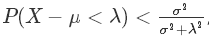 P(X − μ < λ) < σ²/(σ²+λ²).